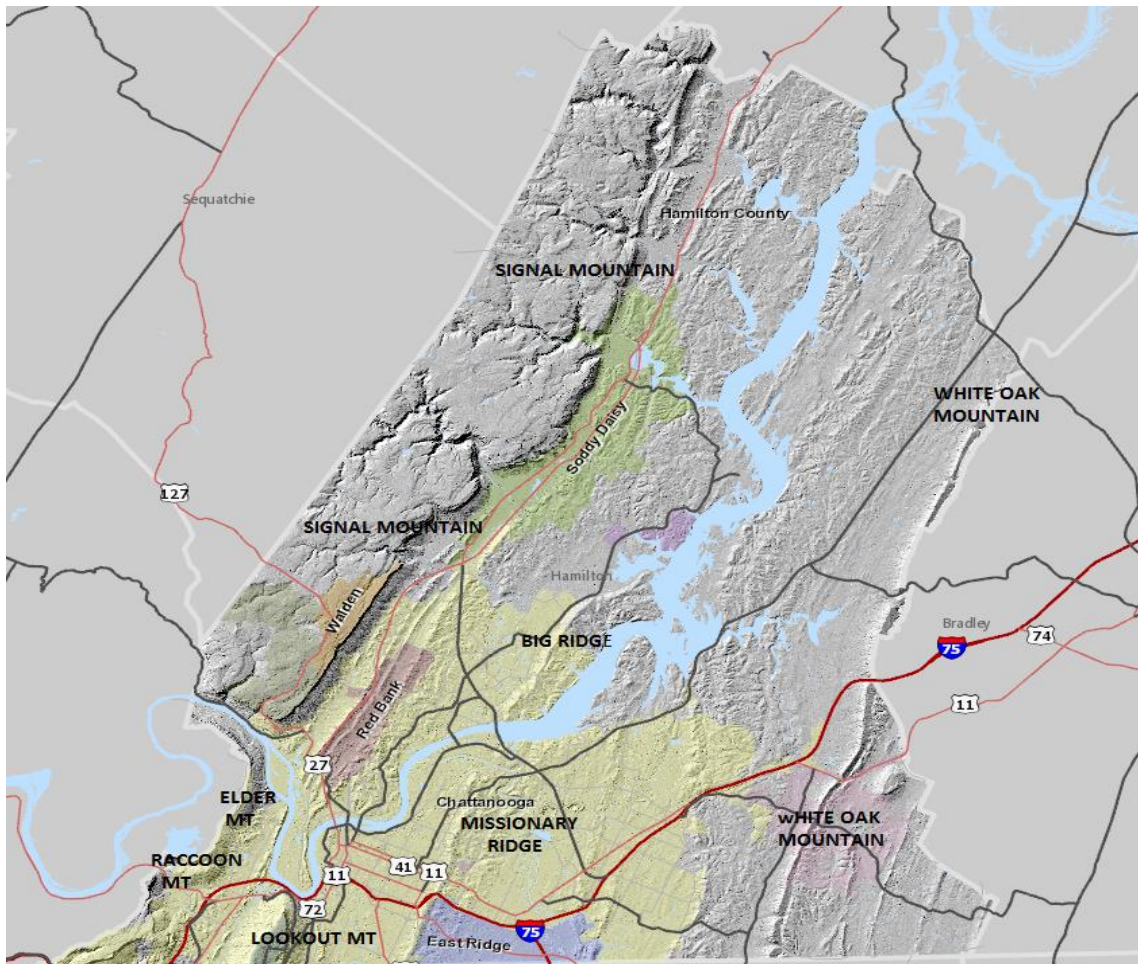 Sequatchie
Hamilton County
SIGNAL MOUNTAIN
WHITE OAK
MOUNTAIN
Soddy Daisy
127
SIGNAL MOUNTAIN
Hamilton
Walden
BIG RIDGE
Bradley
74
75
11
Red Bank
27
ELDER
MT
Chattanooga
MISSIONARY
RIDGE
wHITE OAK
MOUNTAIN
RACCOON
MT
41
11
11
72
75
LOOKOUT MT
East Ridge